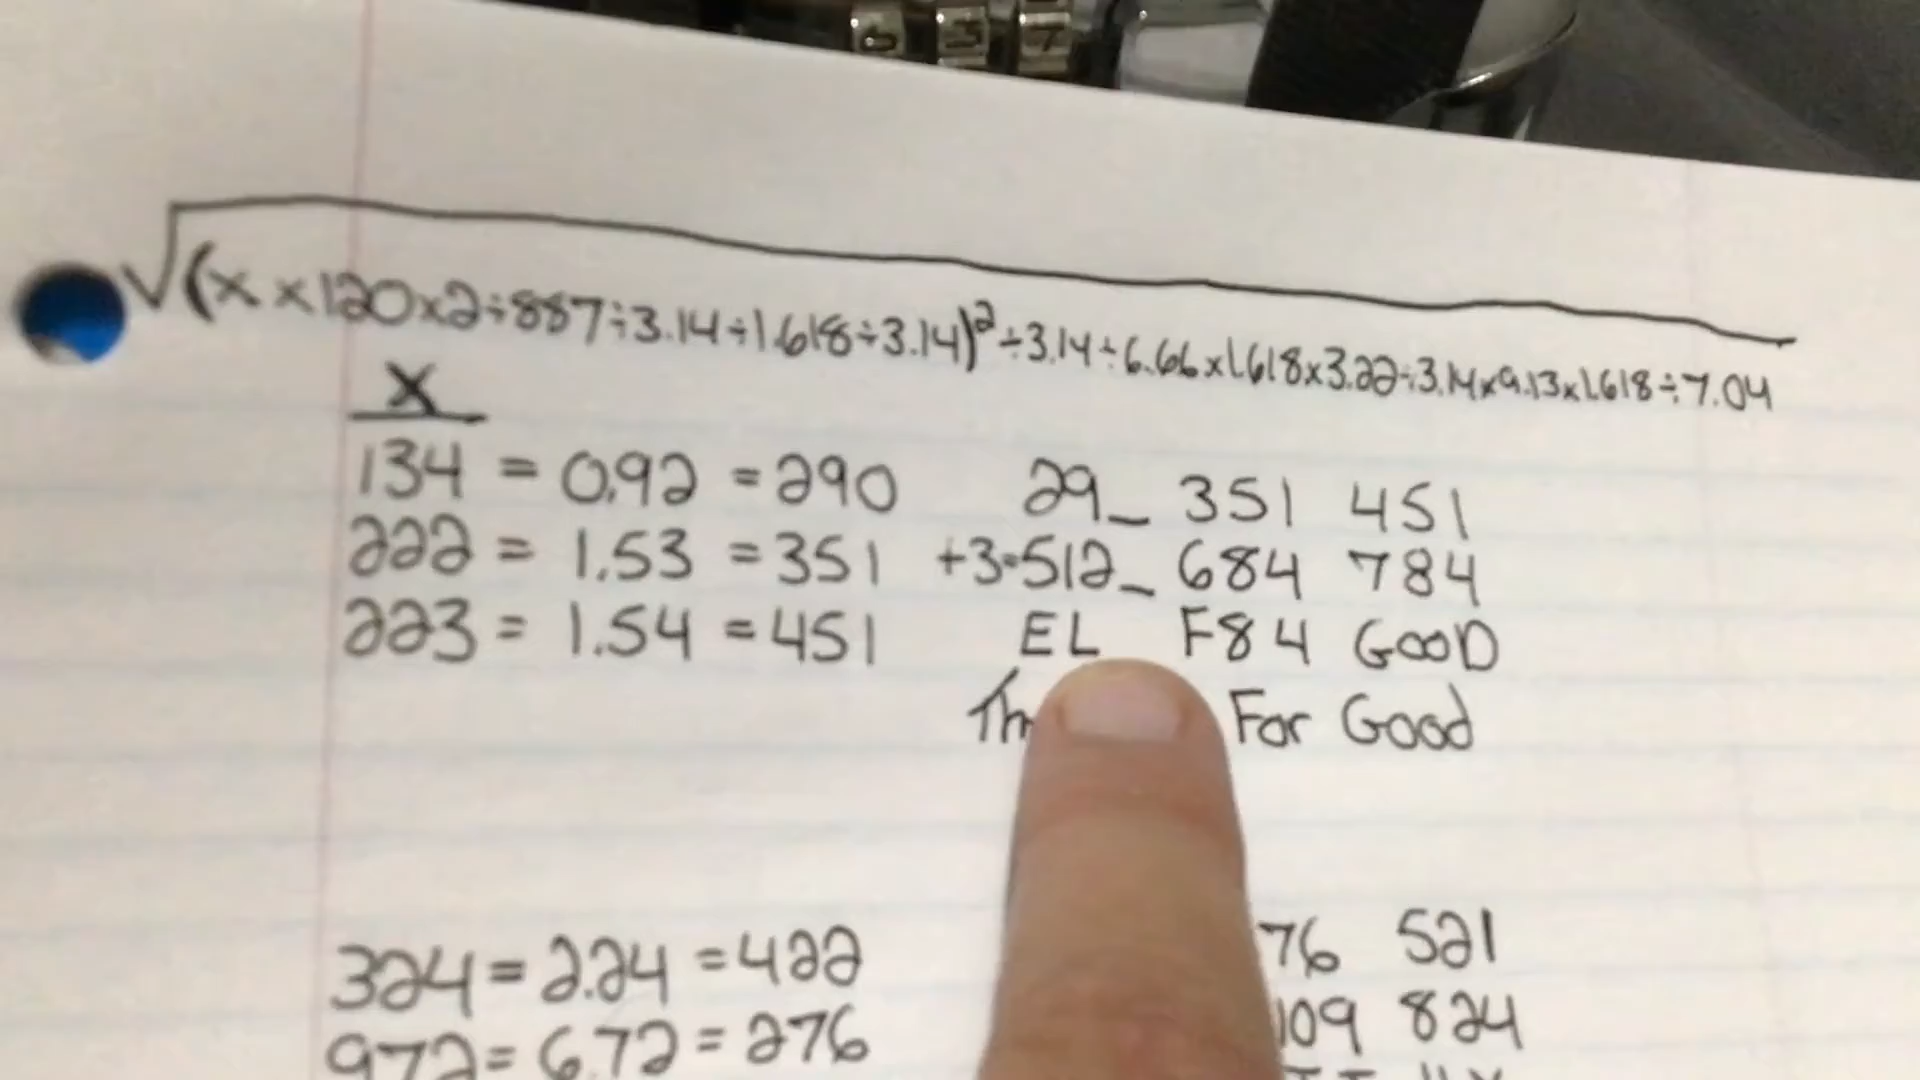 657
√(x×120×2÷887÷3.14÷1.618÷3.14)²÷3.14÷6.66×1.618×3.22÷3.14×9.13×1.618÷7.04
X
134 = 0.92 = 290 29_ 351 451
222 = 1.53 = 351 +3=512_ 684 784
223 = 1.54 = 451 EL F84 GOOD
For Good
324 = 2.24 = 422 76 521
972 = 6.72 = 276 109 824